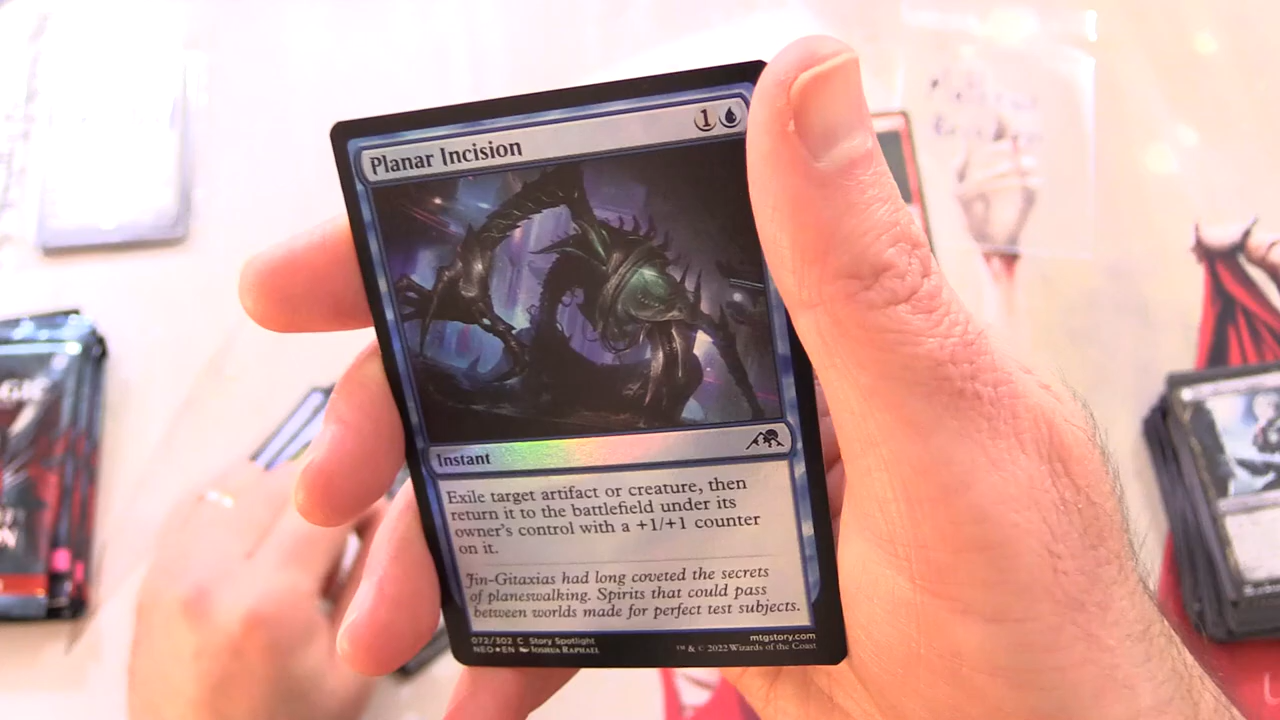 Planar Incision
1
Instant
Exile target artifact or creature, then
return it to the battlefield under its
owner's control with a +1/+1 counter
on it.
Jin-Gitaxias had long coveted the secrets
of planeswalking. Spirits that could pass
between worlds made for perfect test subjects.
072/302 C Story Spotlight
mtgstory.com
NEO★EN Joshua Raphael
™ & © 2022 Wizards of the Coast